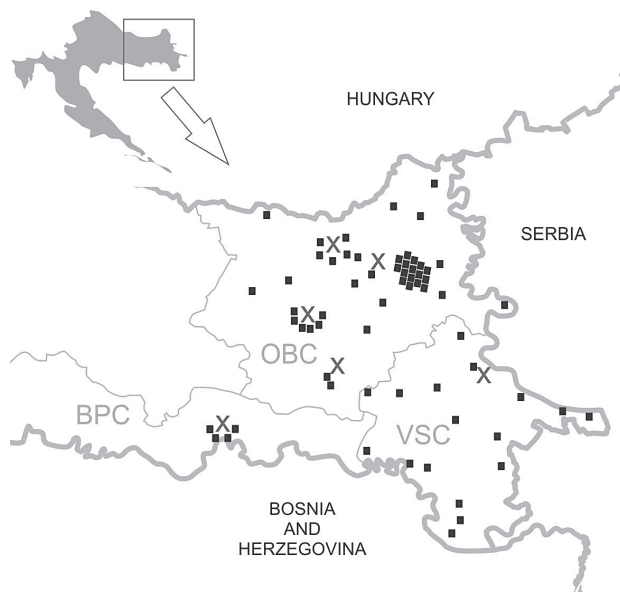 HUNGARY
SERBIA
X
X
X
OBC
X
X
BPC
X
VSC
BOSNIA
AND
HERZEGOVINA